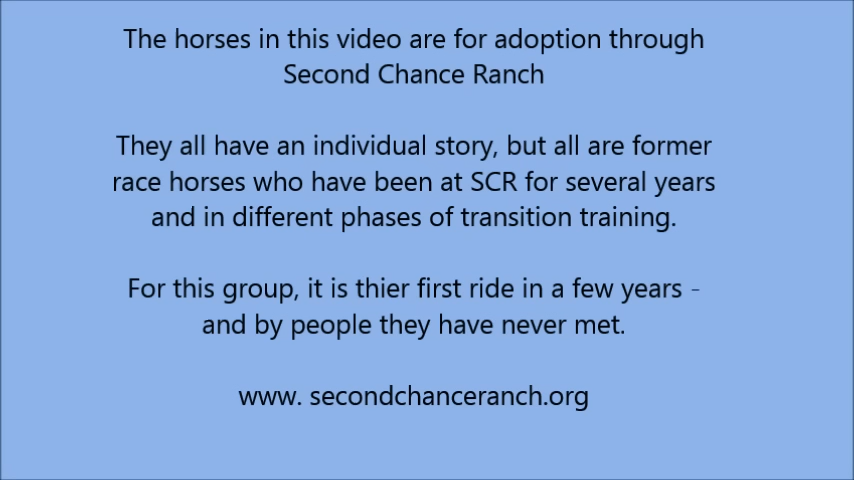 The horses in this video are for adoption through
Second Chance Ranch
They all have an individual story, but all are former
race horses who have been at SCR for several years
and in different phases of transition training.
For this group, it is thier first ride in a few years -
and by people they have never met.
www. secondchanceranch.org